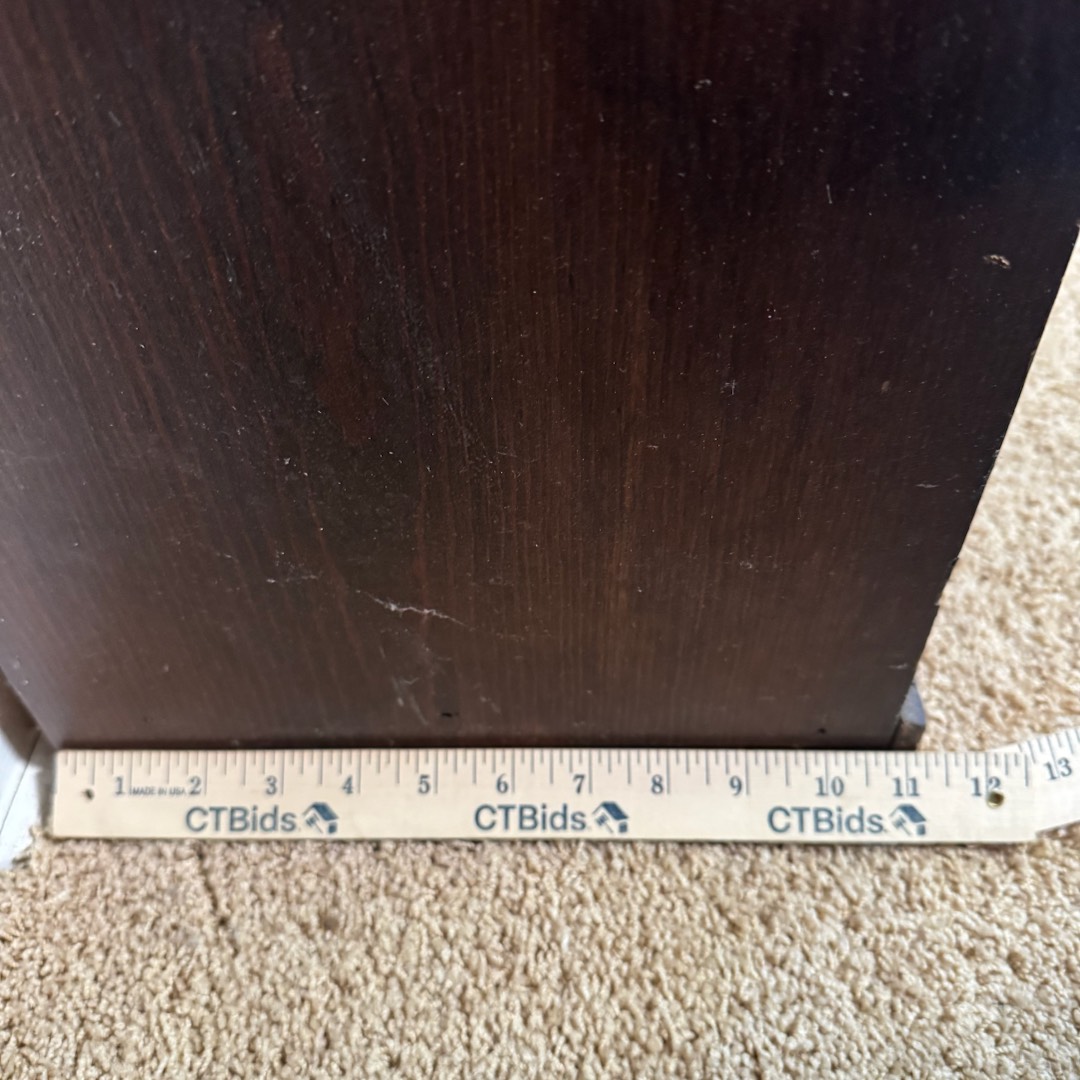 1 MADE IN USA 2 3 4 5 6 7 8 9 10 11 12 13
CTBids CTBids CTBids